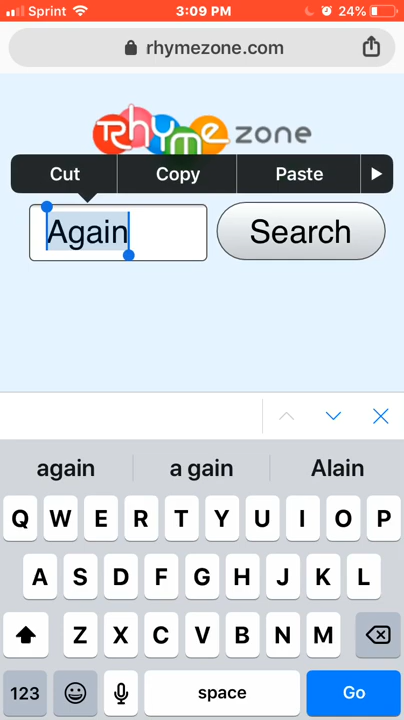 Sprint 3:09 PM 24%
rhymezone.com
Rhyme zone
Cut Copy Paste
Again Search
again a gain Alain
Q W E R T Y U I O P
A S D F G H J K L
Z X C V B N M
123 space Go